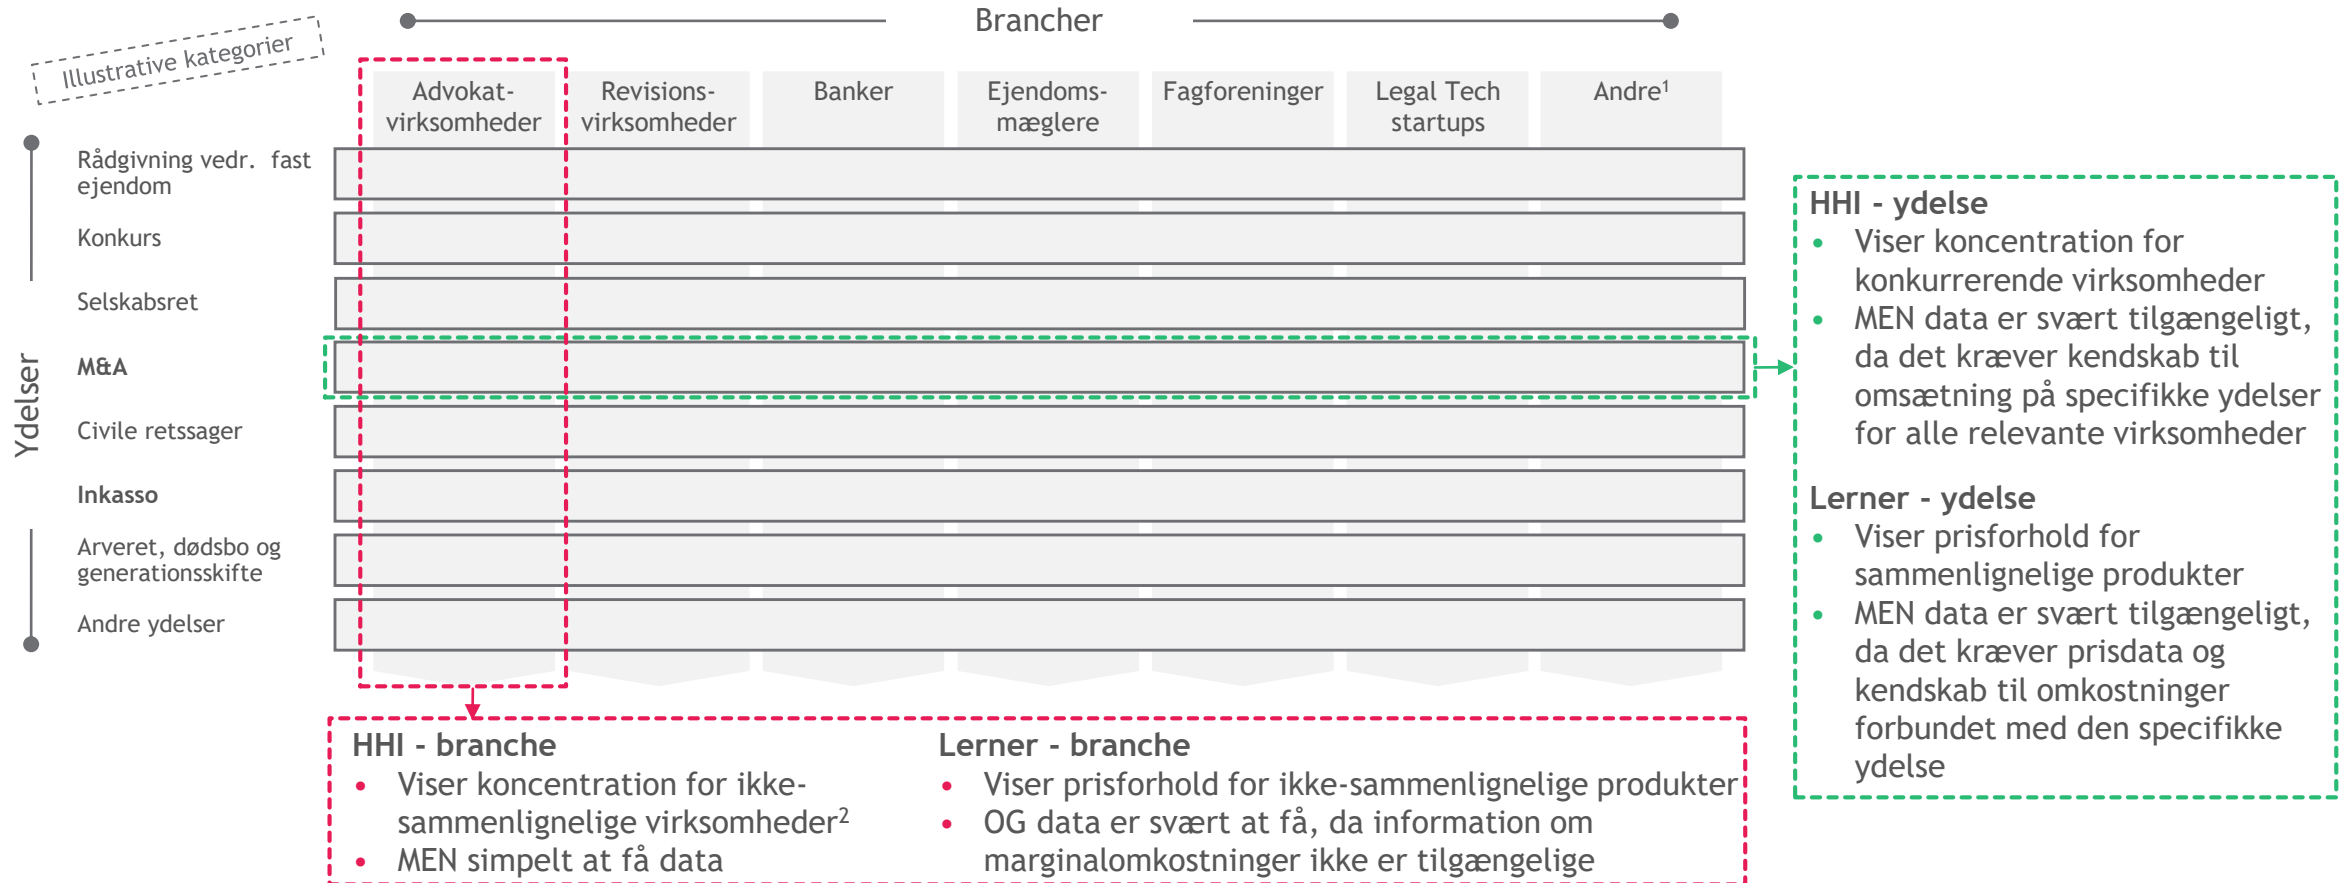 Brancher
Illustrative kategorier
Advokat-
virksomheder
Revisions-
virksomheder
Banker
Ejendoms-
mæglere
Fagforeninger
Legal Tech
startups
Andre¹
Ydelser
Rådgivning vedr. fast
ejendom
Konkurs
Selskabsret
M&A
Civile retssager
Inkasso
Arveret, dødsbo og
generationsskifte
Andre ydelser
HHI - ydelse
• Viser koncentration for
konkurrerende virksomheder
• MEN data er svært tilgængeligt,
da det kræver kendskab til
omsætning på specifikke ydelser
for alle relevante virksomheder
Lerner - ydelse
• Viser prisforhold for
sammenlignelige produkter
• MEN data er svært tilgængeligt,
da det kræver prisdata og
kendskab til omkostninger
forbundet med den specifikke
ydelse
HHI - branche
• Viser koncentration for ikke-
sammenlignelige virksomheder²
• MEN simpelt at få data
Lerner - branche
• Viser prisforhold for ikke-sammenlignelige produkter
• OG data er svært at få, da information om
marginalomkostninger ikke er tilgængelige